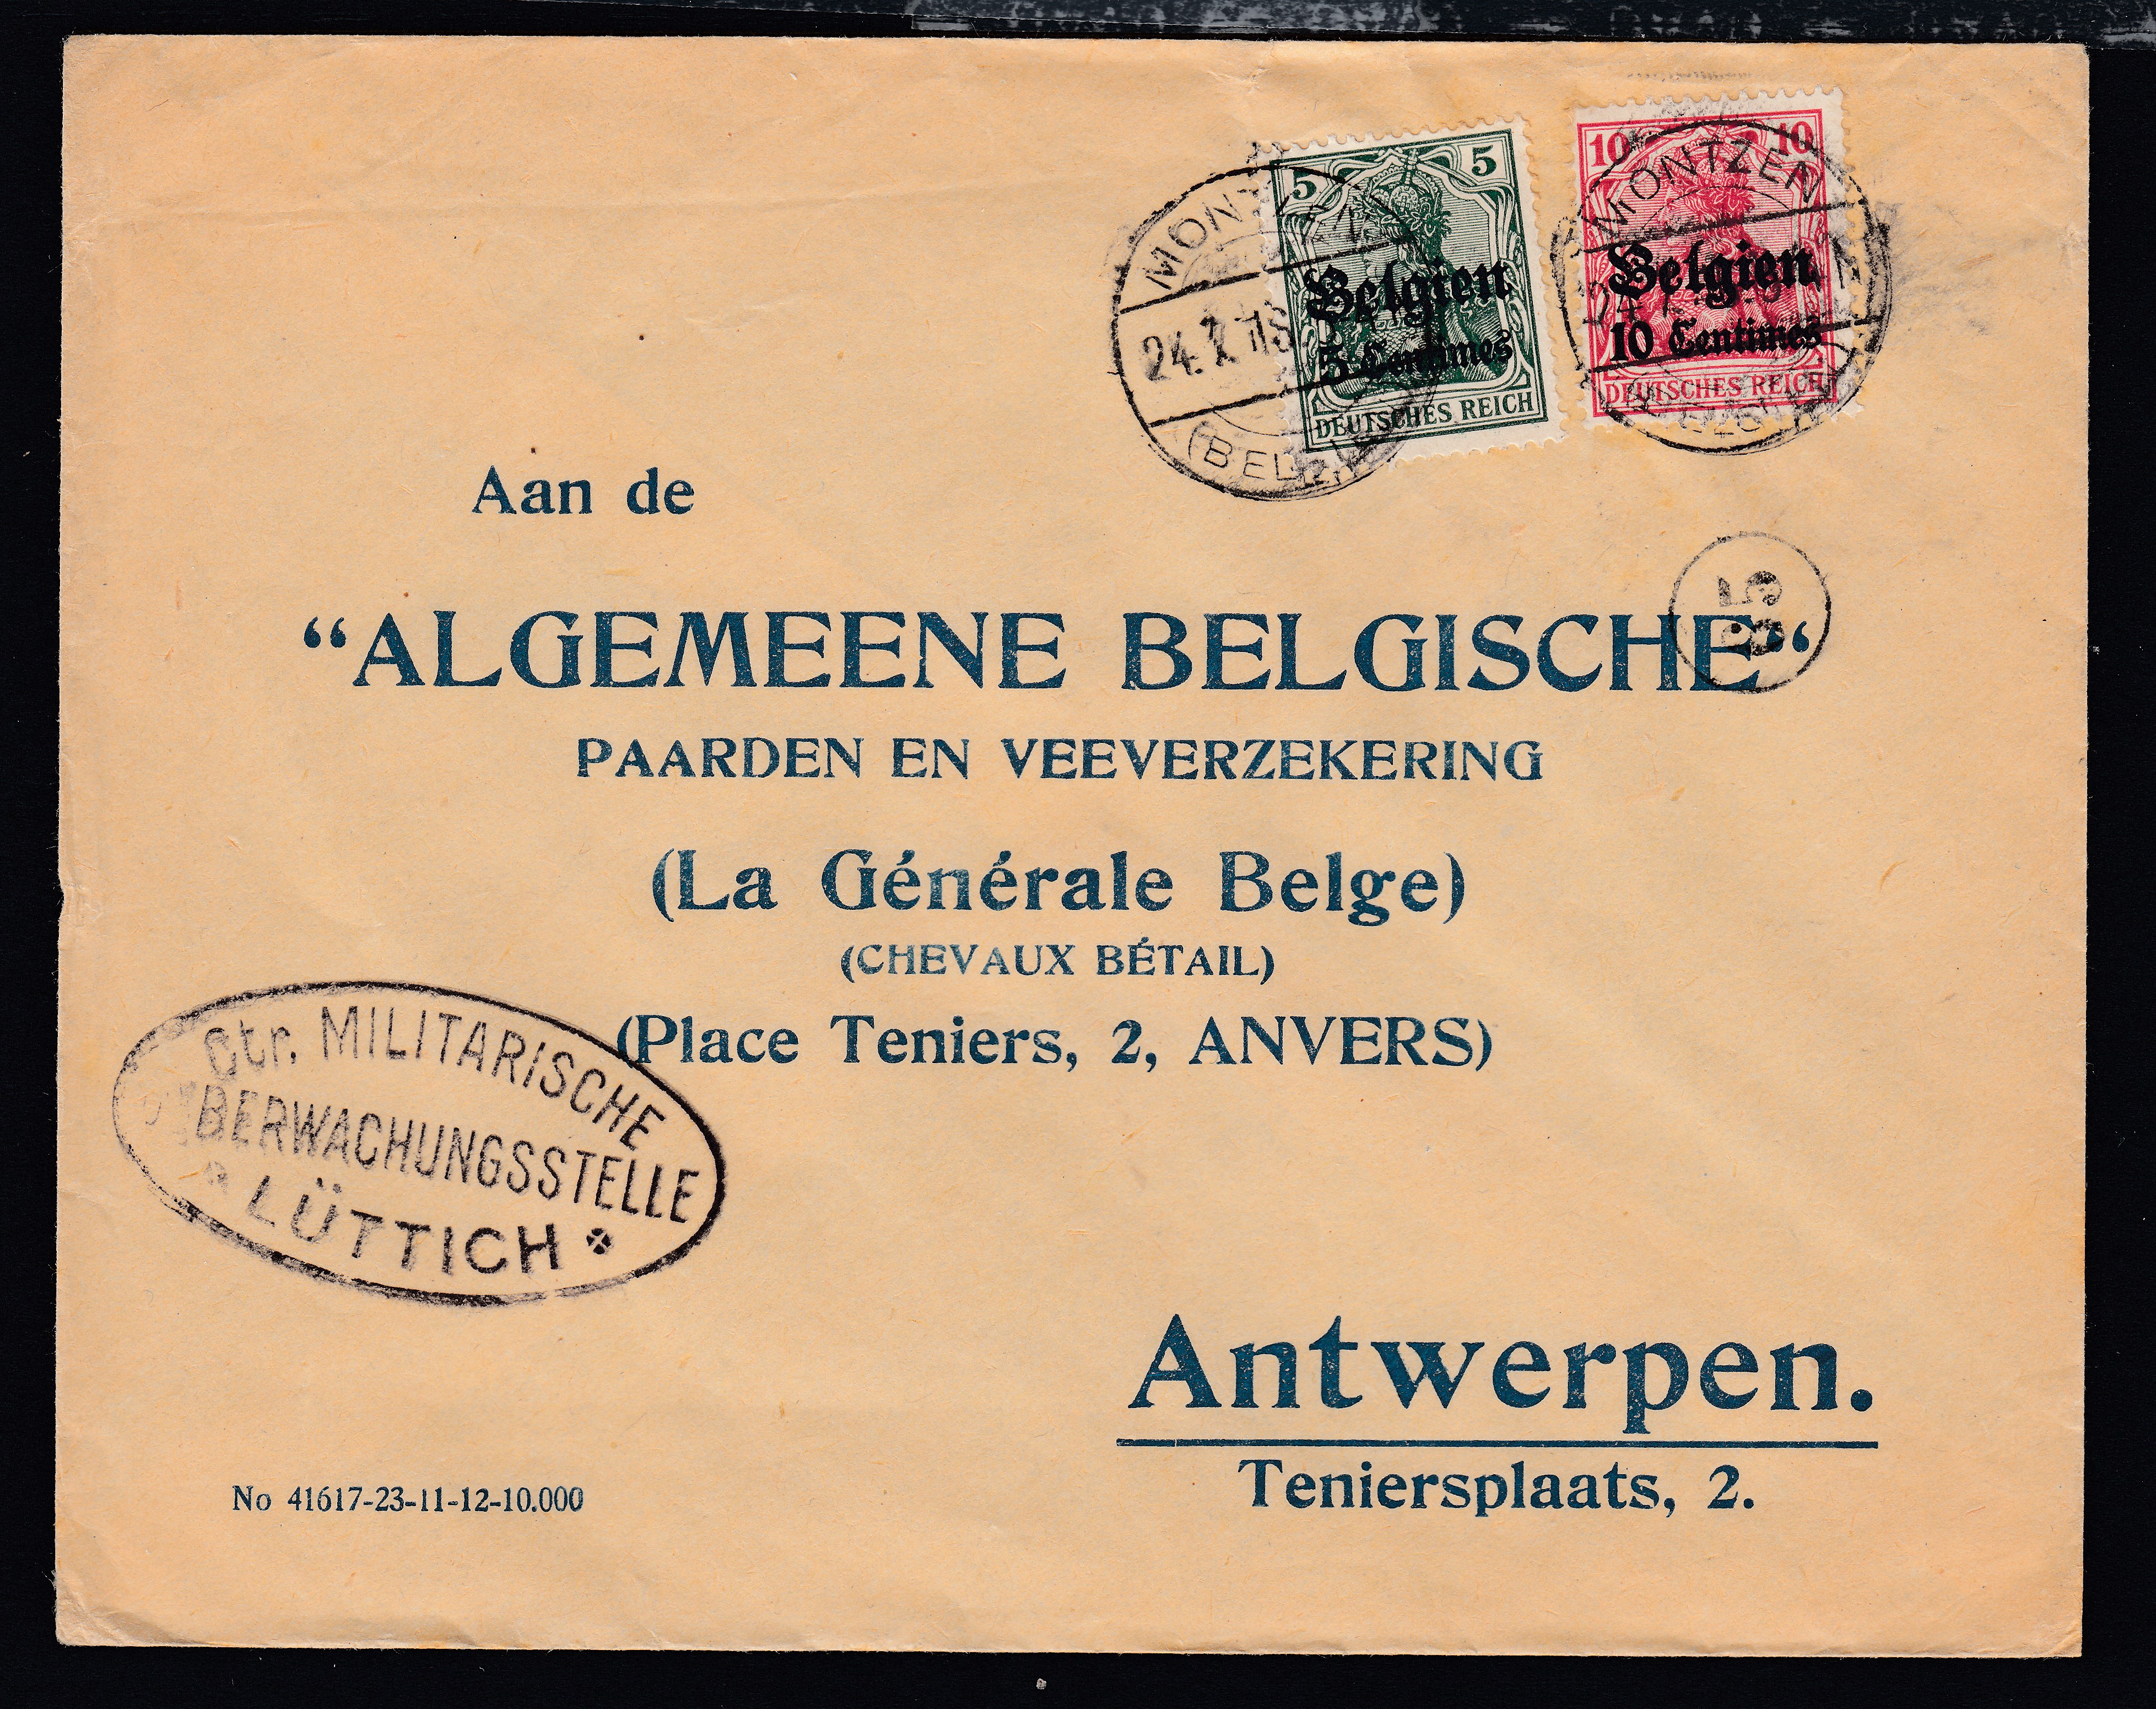 5 5
Belgien
5 Centimes
DEUTSCHES REICH
10 10
Belgien
10 Centimes
DEUTSCHES REICH
MONTZEN
24.
MONTZEN
Aan de
“ALGEMEENE BELGISCHE“
PAARDEN EN VEEVERZEKERING
(La Générale Belge)
(CHEVAUX BÉTAIL)
(Place Teniers, 2, ANVERS)
Ctr. MILITARISCHE
BERWACHUNGSSTELLE
LÜTTICH
Antwerpen.
Teniersplaats, 2.
No 41617-23-11-12-10.000